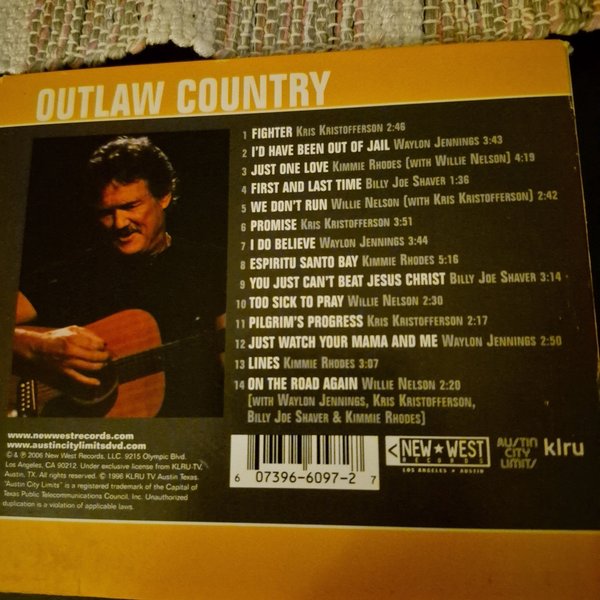 OUTLAW COUNTRY
1 FIGHTER KRIS KRISTOFFERSON 2:46
2 I'D HAVE BEEN OUT OF JAIL WAYLON JENNINGS 3:43
3 JUST ONE LOVE KIMMIE RHODES (WITH WILLIE NELSON) 4:19
4 FIRST AND LAST TIME BILLY JOE SHAVER 1:36
5 WE DON'T RUN WILLIE NELSON (WITH KRIS KRISTOFFERSON) 2:42
6 PROMISE KRIS KRISTOFFERSON 3:51
7 I DO BELIEVE WAYLON JENNINGS 3:44
8 ESPIRITU SANTO BAY KIMMIE RHODES 5:16
9 YOU JUST CAN'T BEAT JESUS CHRIST BILLY JOE SHAVER 3:14
10 TOO SICK TO PRAY WILLIE NELSON 2:30
11 PILGRIM'S PROGRESS KRIS KRISTOFFERSON 2:17
12 JUST WATCH YOUR MAMA AND ME WAYLON JENNINGS 2:50
13 LINES KIMMIE RHODES 3:07
14 ON THE ROAD AGAIN WILLIE NELSON 2:20
(WITH WAYLON JENNINGS, KRIS KRISTOFFERSON,
BILLY JOE SHAVER & KIMMIE RHODES)
www.newwestrecords.com
www.austincitylimitsdvd.com
© & ℗ 2006 New West Records, LLC. 9215 Olympic Blvd.
Los Angeles, CA 90212. Under exclusive license from KLRU-TV,
Austin, TX. All rights reserved. © 1996 KLRU TV Austin Texas.
"Austin City Limits" is a registered trademark of the Capital of
Texas Public Telecommunications Council, Inc. Unauthorized
duplication is a violation of applicable laws.
6 07396-6097-2 7
NEW WEST
RECORDS
LOS ANGELES AUSTIN
AUSTIN
CITY
LIMITS
klru